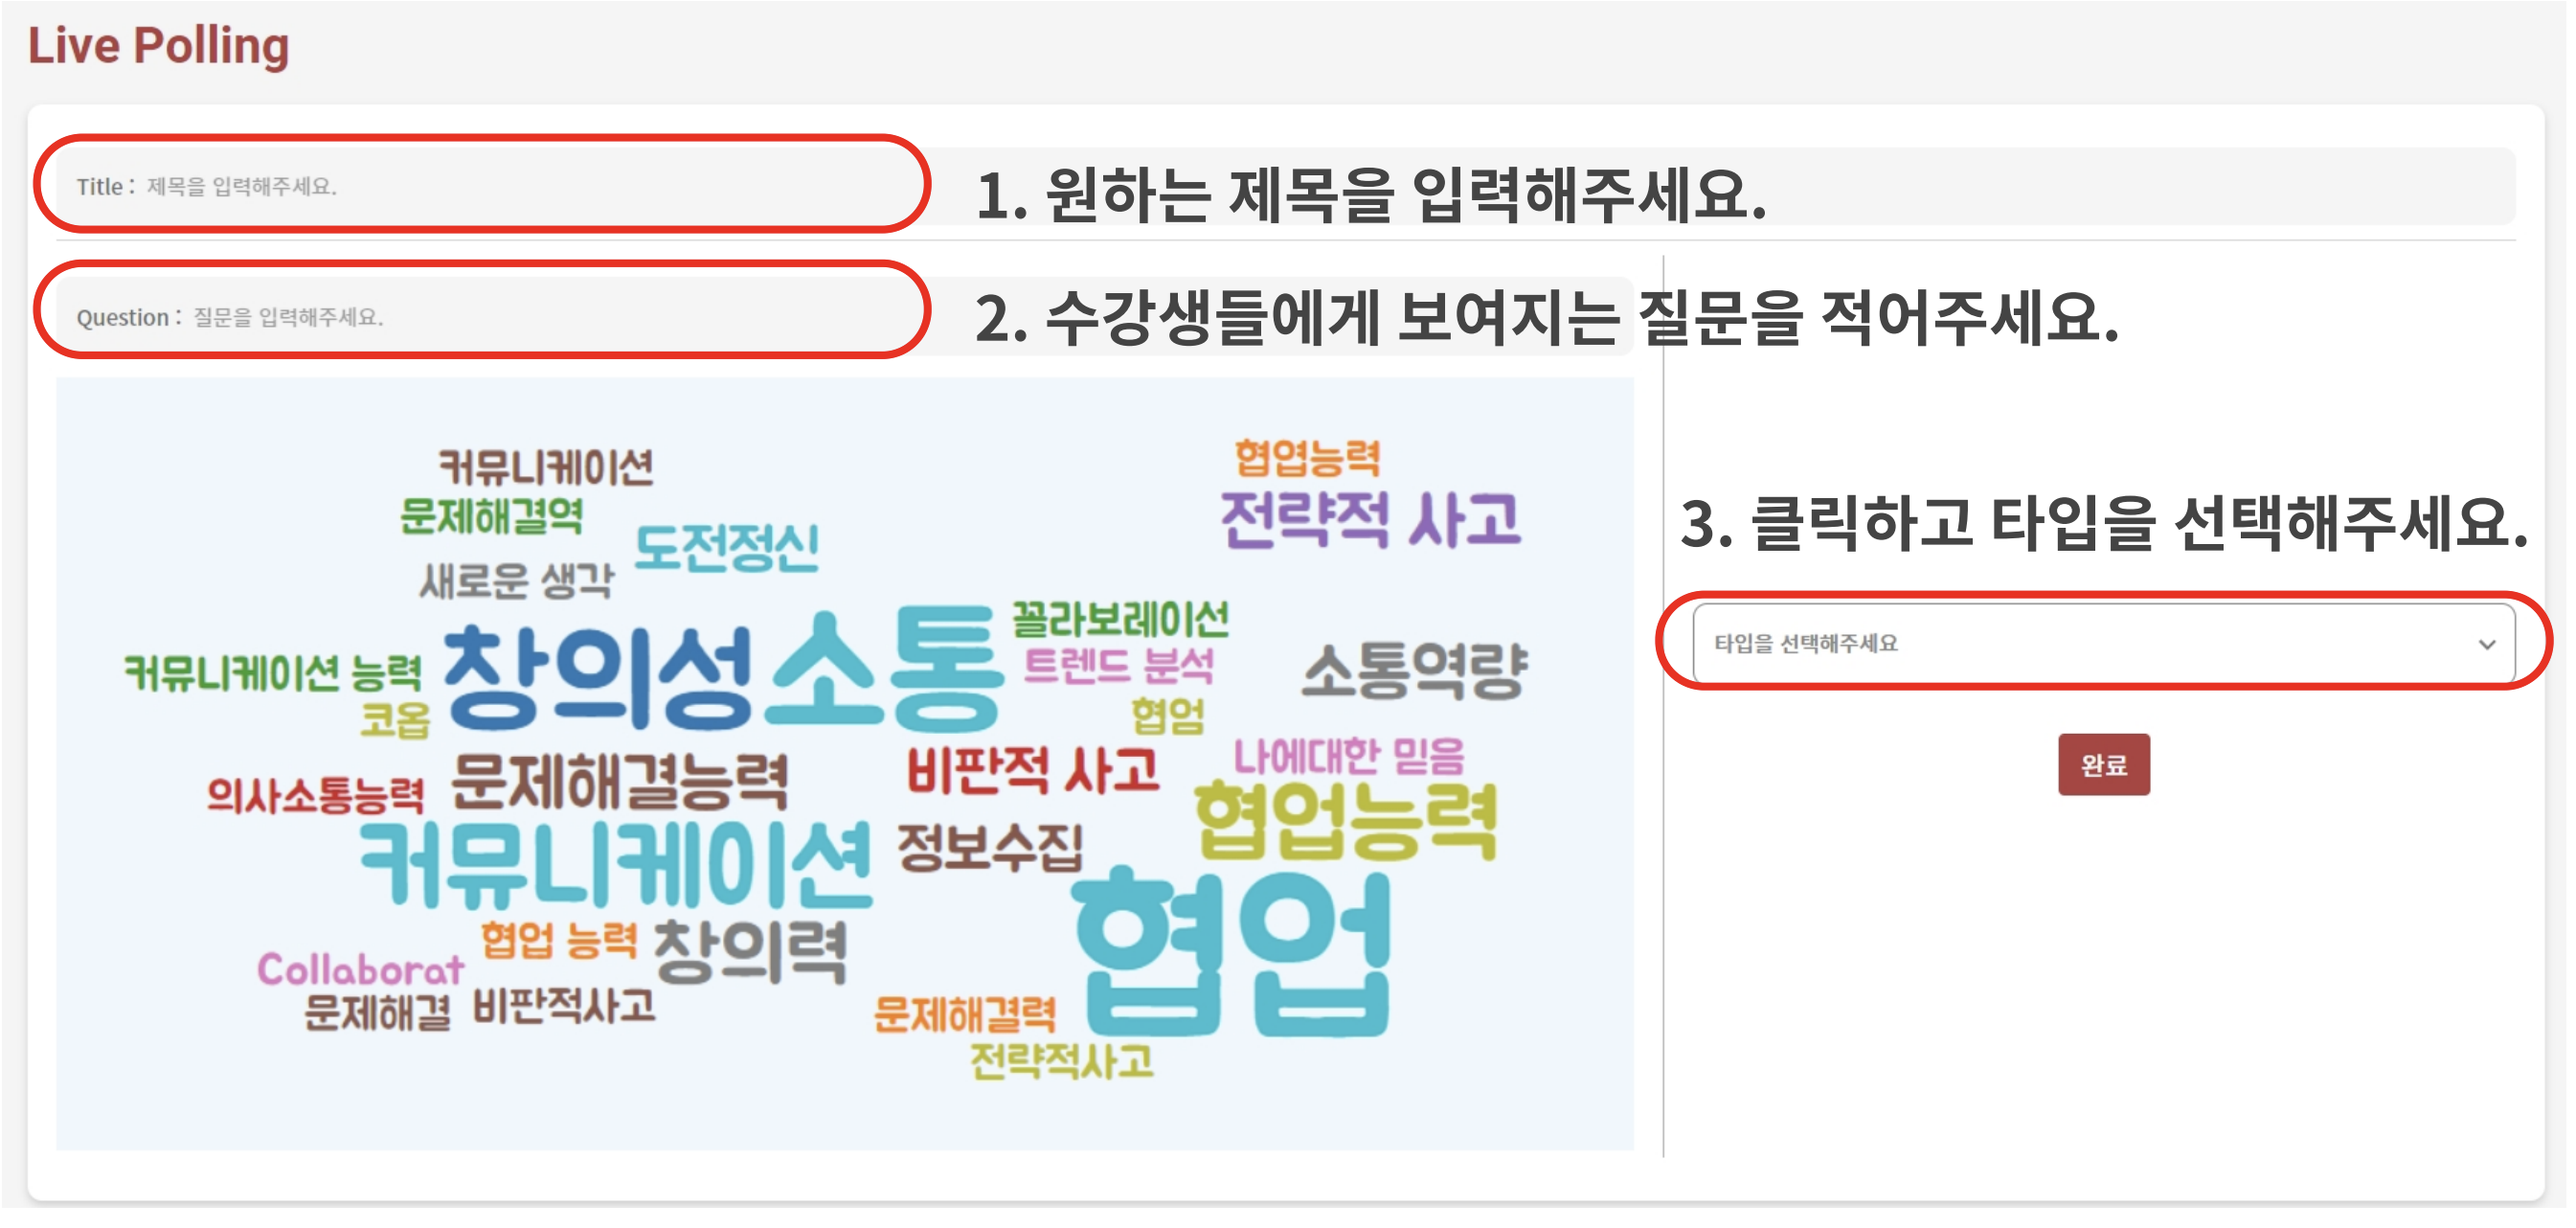 Live Polling
Title : 제목을 입력해주세요.
1. 원하는 제목을 입력해주세요.
Question : 질문을 입력해주세요.
2. 수강생들에게 보여지는 질문을 적어주세요.
커뮤니케이션
협엽능력
문제해결역
전략적 사고
도전정신
새로운 생각
3. 클릭하고 타입을 선택해주세요.
꼴라보레이션
창의성
소통
커뮤니케이션 능력
트렌드 분석
소통역량
타입을 선택해주세요
코옵
협엄
비판적 사고
나에대한 믿음
완료
의사소통능력
문제해결능력
협업능력
커뮤니케이션
정보수집
협업
협업 능력
창의력
Collaborat
문제해결
비판적사고
문제해결력
전략적사고